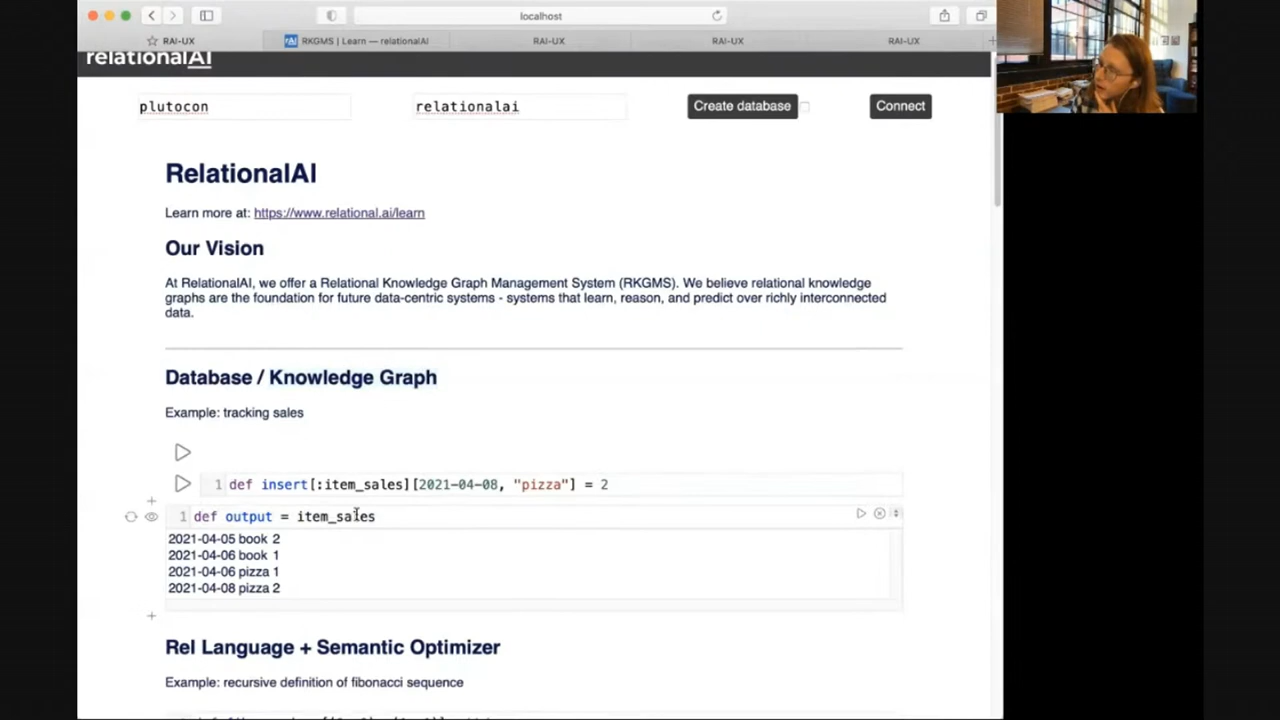 localhost
RAI-UX
RKGMS | Learn — relationalAI
RAI-UX
RAI-UX
RAI-UX
relationalAI
plutocon
relationalai
Create database
Connect
RelationalAI
Learn more at: https://www.relational.ai/learn
Our Vision
At RelationalAI, we offer a Relational Knowledge Graph Management System (RKGMS). We believe relational knowledge
graphs are the foundation for future data-centric systems - systems that learn, reason, and predict over richly interconnected
data.
Database / Knowledge Graph
Example: tracking sales
1 def insert[:item_sales][2021-04-08, "pizza"] = 2
1 def output = item_sales
2021-04-05 book 2
2021-04-06 book 1
2021-04-06 pizza 1
2021-04-08 pizza 2
Rel Language + Semantic Optimizer
Example: recursive definition of fibonacci sequence